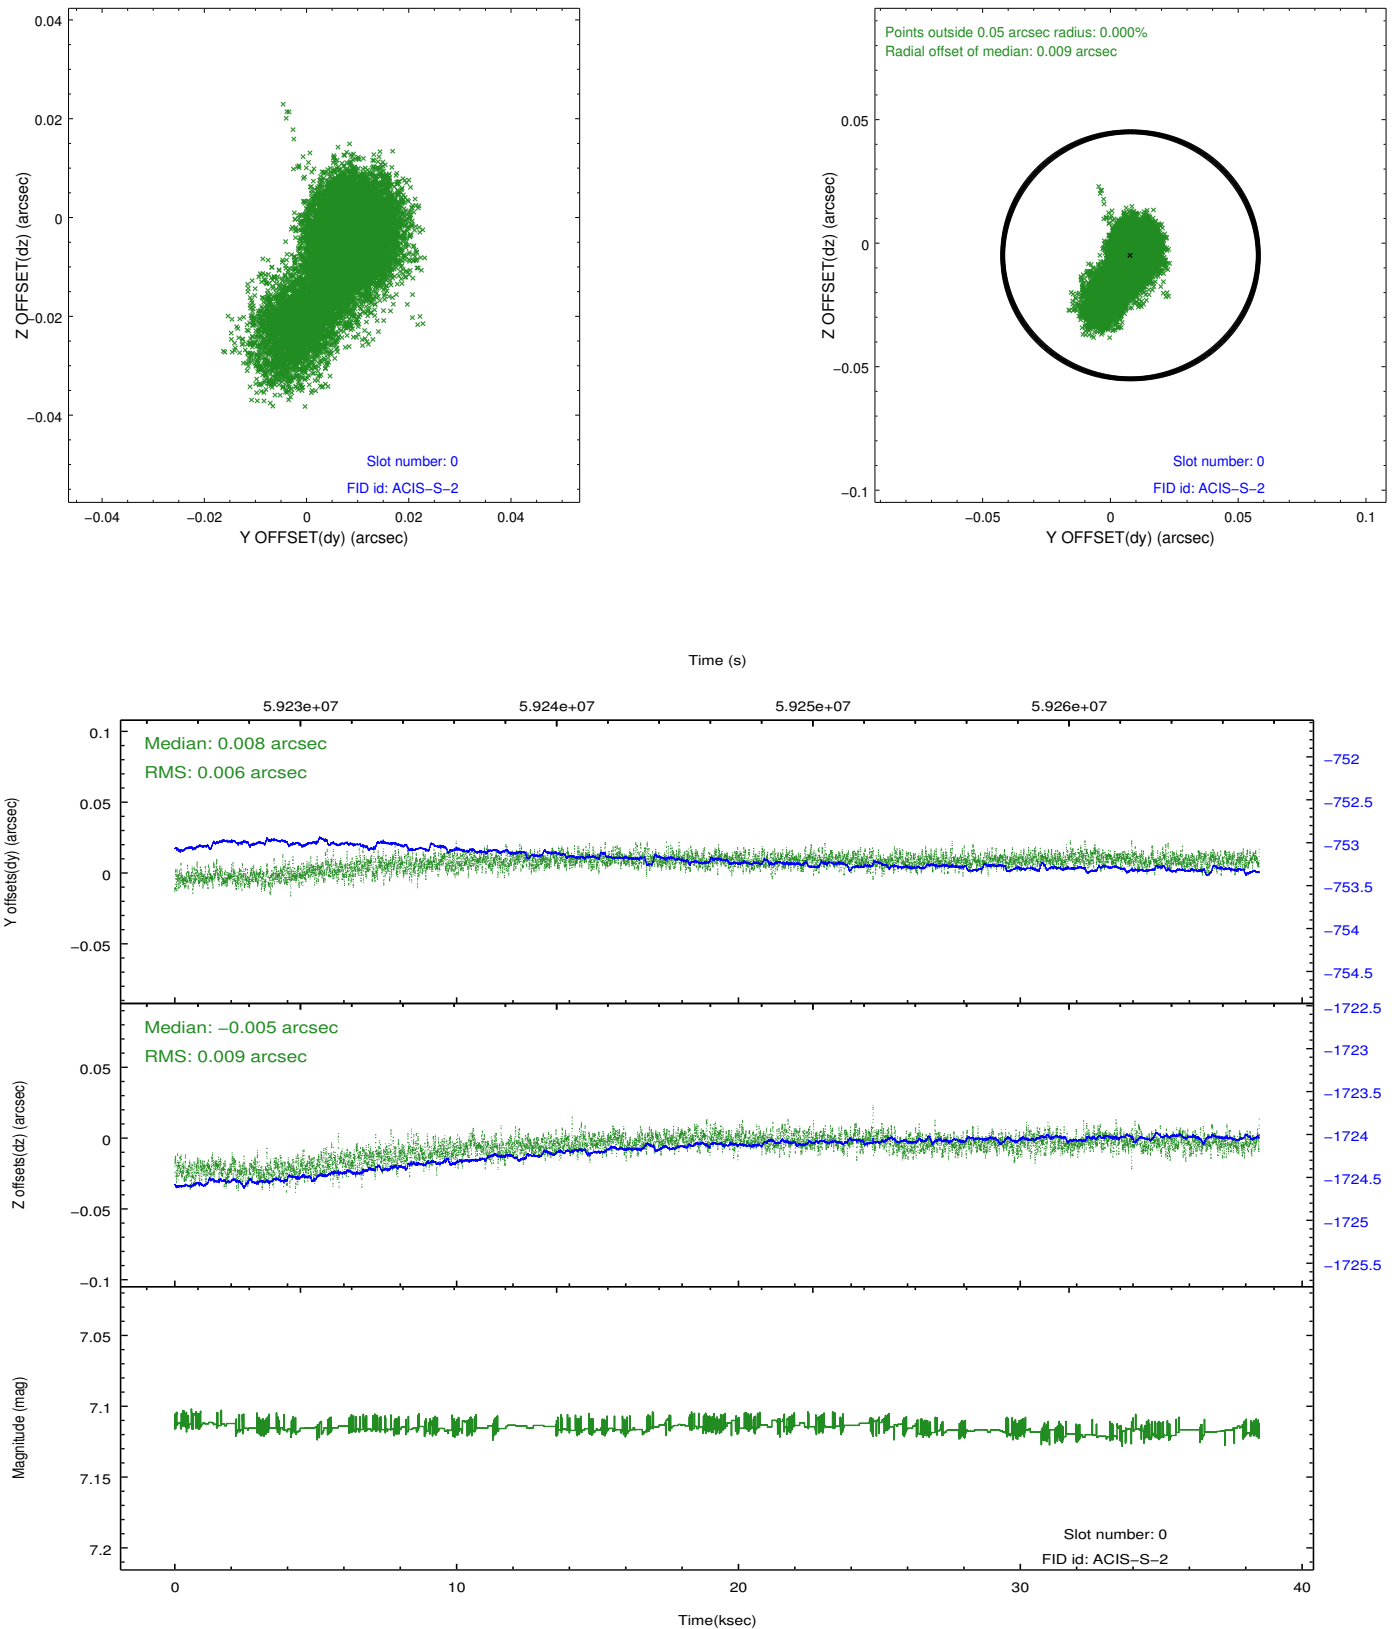 0.04
0.02
0
−0.02
−0.04
Z OFFSET(dz) (arcsec)
Slot number: 0
FID id: ACIS−S−2
−0.04 −0.02 0 0.02 0.04
Y OFFSET(dy) (arcsec)
Points outside 0.05 arcsec radius: 0.000%
Radial offset of median: 0.009 arcsec
0.05
0
−0.05
−0.1
Z OFFSET(dz) (arcsec)
Slot number: 0
FID id: ACIS−S−2
−0.05 0 0.05 0.1
Y OFFSET(dy) (arcsec)
Time (s)
5.923e+07 5.924e+07 5.925e+07 5.926e+07
Median: 0.008 arcsec
RMS: 0.006 arcsec
0.1
0.05
0
−0.05
Y offsets(dy) (arcsec)
−752
−752.5
−753
−753.5
−754
−754.5
Median: −0.005 arcsec
RMS: 0.009 arcsec
0.05
0
−0.05
−0.1
Z offsets(dz) (arcsec)
−1722.5
−1723
−1723.5
−1724
−1724.5
−1725
−1725.5
7.05
7.1
7.15
7.2
Magnitude (mag)
Slot number: 0
FID id: ACIS−S−2
0 10 20 30 40
Time(ksec)